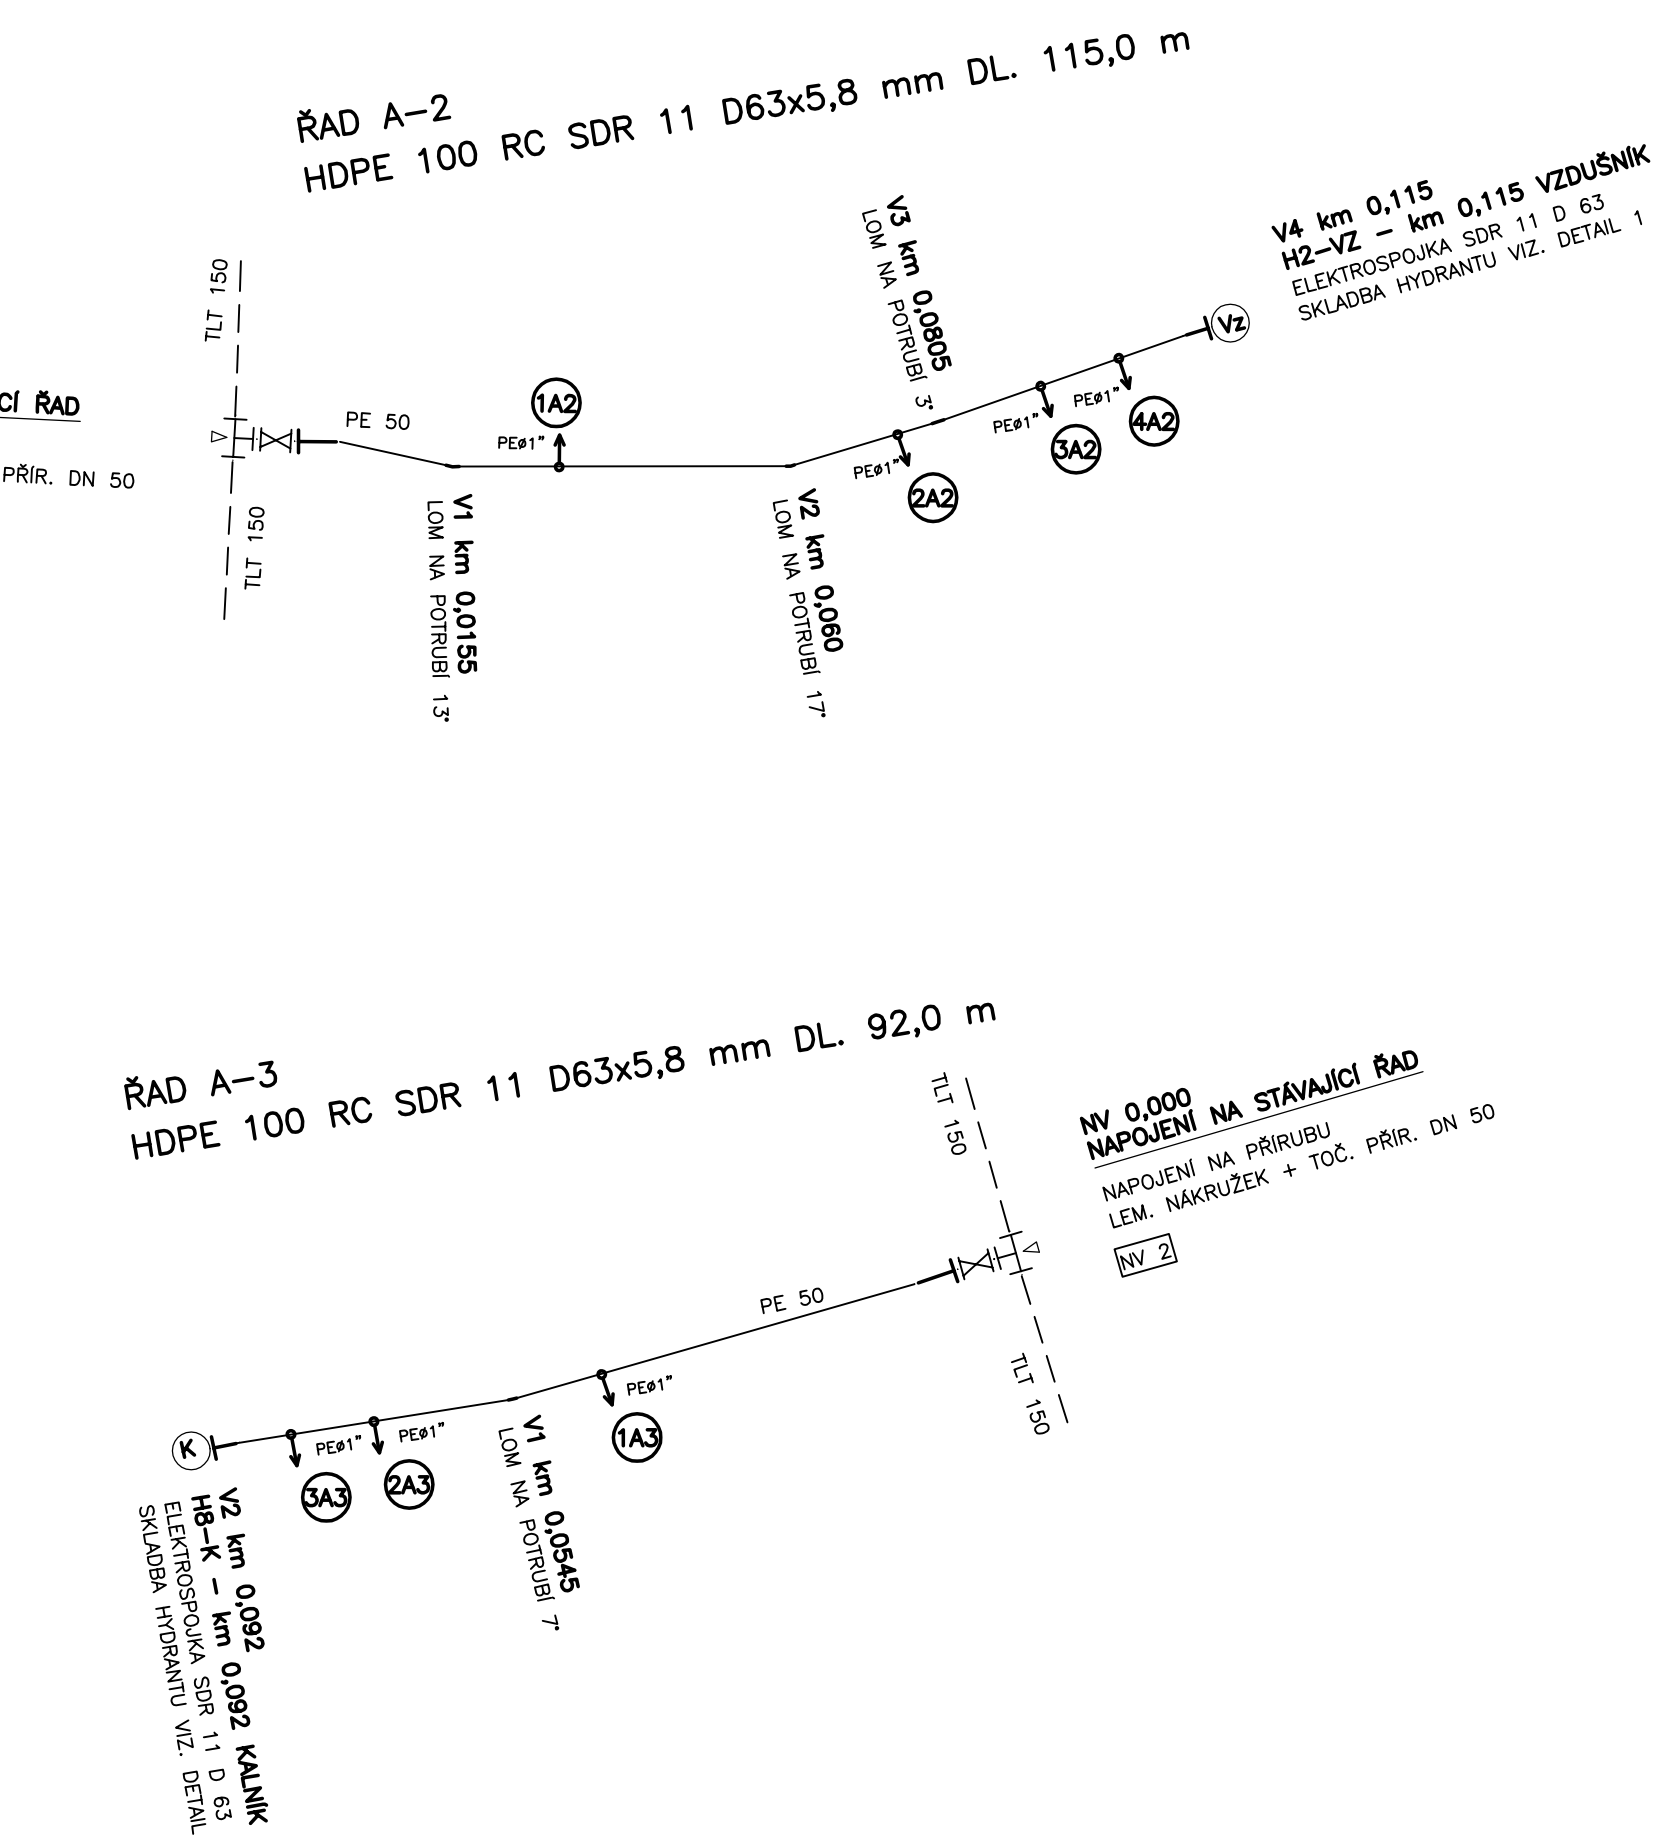 ŘAD A-2
HDPE 100 RC SDR 11 D63x5,8 mm DL. 115,0 m
V4 km 0,115
H2-VZ - km 0,115 VZDUŠNÍK
ELEKTROSPOJKA SDR 11 D 63
SKLADBA HYDRANTU VIZ. DETAIL 1
V3 km 0,0805
LOM NA POTRUBÍ 3°
TLT 150
Vz
CÍ ŘAD
PŘÍR. DN 50
PE 50
1A2
PEø1"
PEø1"
2A2
PEø1"
3A2
PEø1"
4A2
TLT 150
V1 km 0,0155
LOM NA POTRUBÍ 13°
V2 km 0,060
LOM NA POTRUBÍ 17°
ŘAD A-3
HDPE 100 RC SDR 11 D63x5,8 mm DL. 92,0 m
TLT 150
NV 0,000
NAPOJENÍ NA STÁVAJÍCÍ ŘAD
NAPOJENÍ NA PŘÍRUBU
LEM. NÁKRUŽEK + TOČ. PŘÍR. DN 50
NV 2
PE 50
TLT 150
PEø1"
1A3
PEø1"
2A3
PEø1"
3A3
K
V1 km 0,0545
LOM NA POTRUBÍ 7°
V2 km 0,092
H8-K - km 0,092 KALNÍK
ELEKTROSPOJKA SDR 11 D 63
SKLADBA HYDRANTU VIZ. DETAIL